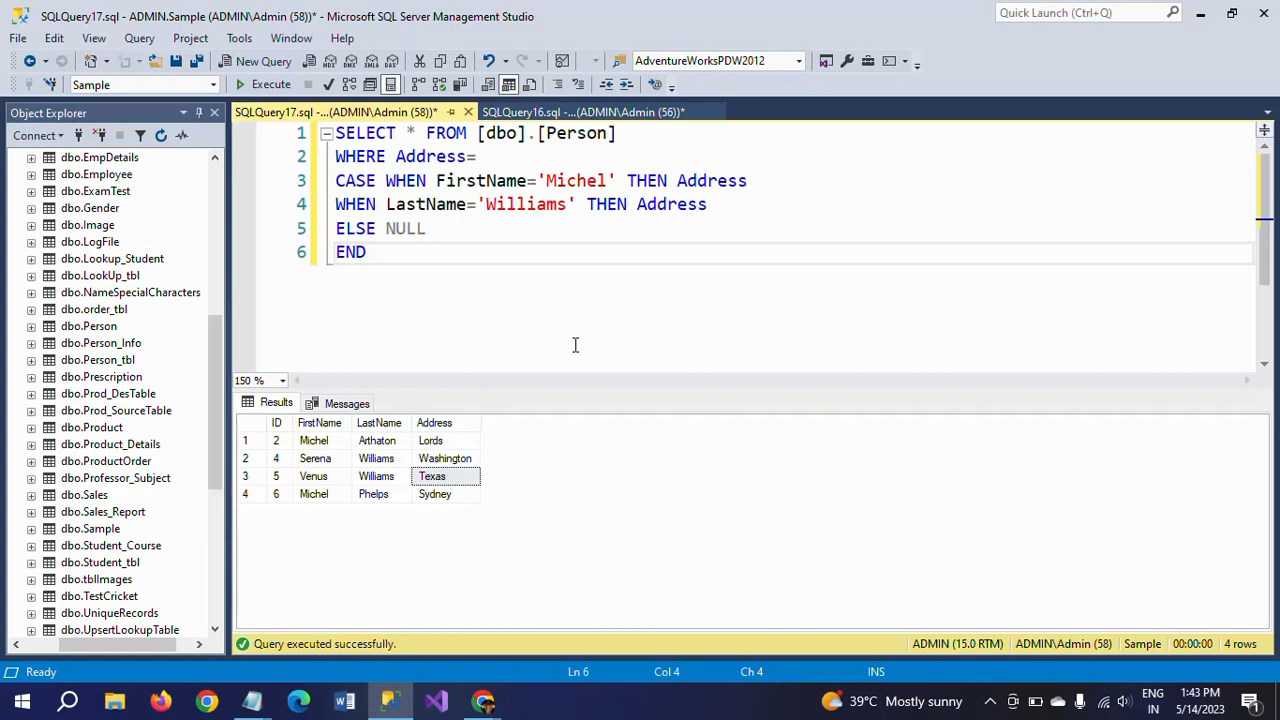 SQLQuery17.sql - ADMIN.Sample (ADMIN\Admin (58))* - Microsoft SQL Server Management Studio
Quick Launch (Ctrl+Q)
File Edit View Query Project Tools Window Help
New Query
AdventureWorksPDW2012
Sample
Execute
Object Explorer
SQLQuery17.sql -...(ADMIN\Admin (58))*
SQLQuery16.sql -...(ADMIN\Admin (56))*
Connect
dbo.EmpDetails
dbo.Employee
dbo.ExamTest
dbo.Gender
dbo.Image
dbo.LogFile
dbo.Lookup_Student
dbo.LookUp_tbl
dbo.NameSpecialCharacters
dbo.order_tbl
dbo.Person
dbo.Person_Info
dbo.Person_tbl
dbo.Prescription
dbo.Prod_DesTable
dbo.Prod_SourceTable
dbo.Product
dbo.Product_Details
dbo.ProductOrder
dbo.Professor_Subject
dbo.Sales
dbo.Sales_Report
dbo.Sample
dbo.Student_Course
dbo.Student_tbl
dbo.tblImages
dbo.TestCricket
dbo.UniqueRecords
dbo.UpsertLookupTable
1 SELECT * FROM [dbo].[Person]
2 WHERE Address=
3 CASE WHEN FirstName='Michel' THEN Address
4 WHEN LastName='Williams' THEN Address
5 ELSE NULL
6 END
150 %
Results Messages
ID FirstName LastName Address
1 2 Michel Arthaton Lords
2 4 Serena Williams Washington
3 5 Venus Williams Texas
4 6 Michel Phelps Sydney
Query executed successfully.
ADMIN (15.0 RTM) ADMIN\Admin (58) Sample 00:00:00 4 rows
Ready
Ln 6 Col 4 Ch 4 INS
39°C Mostly sunny
ENG
IN
1:43 PM
5/14/2023
1